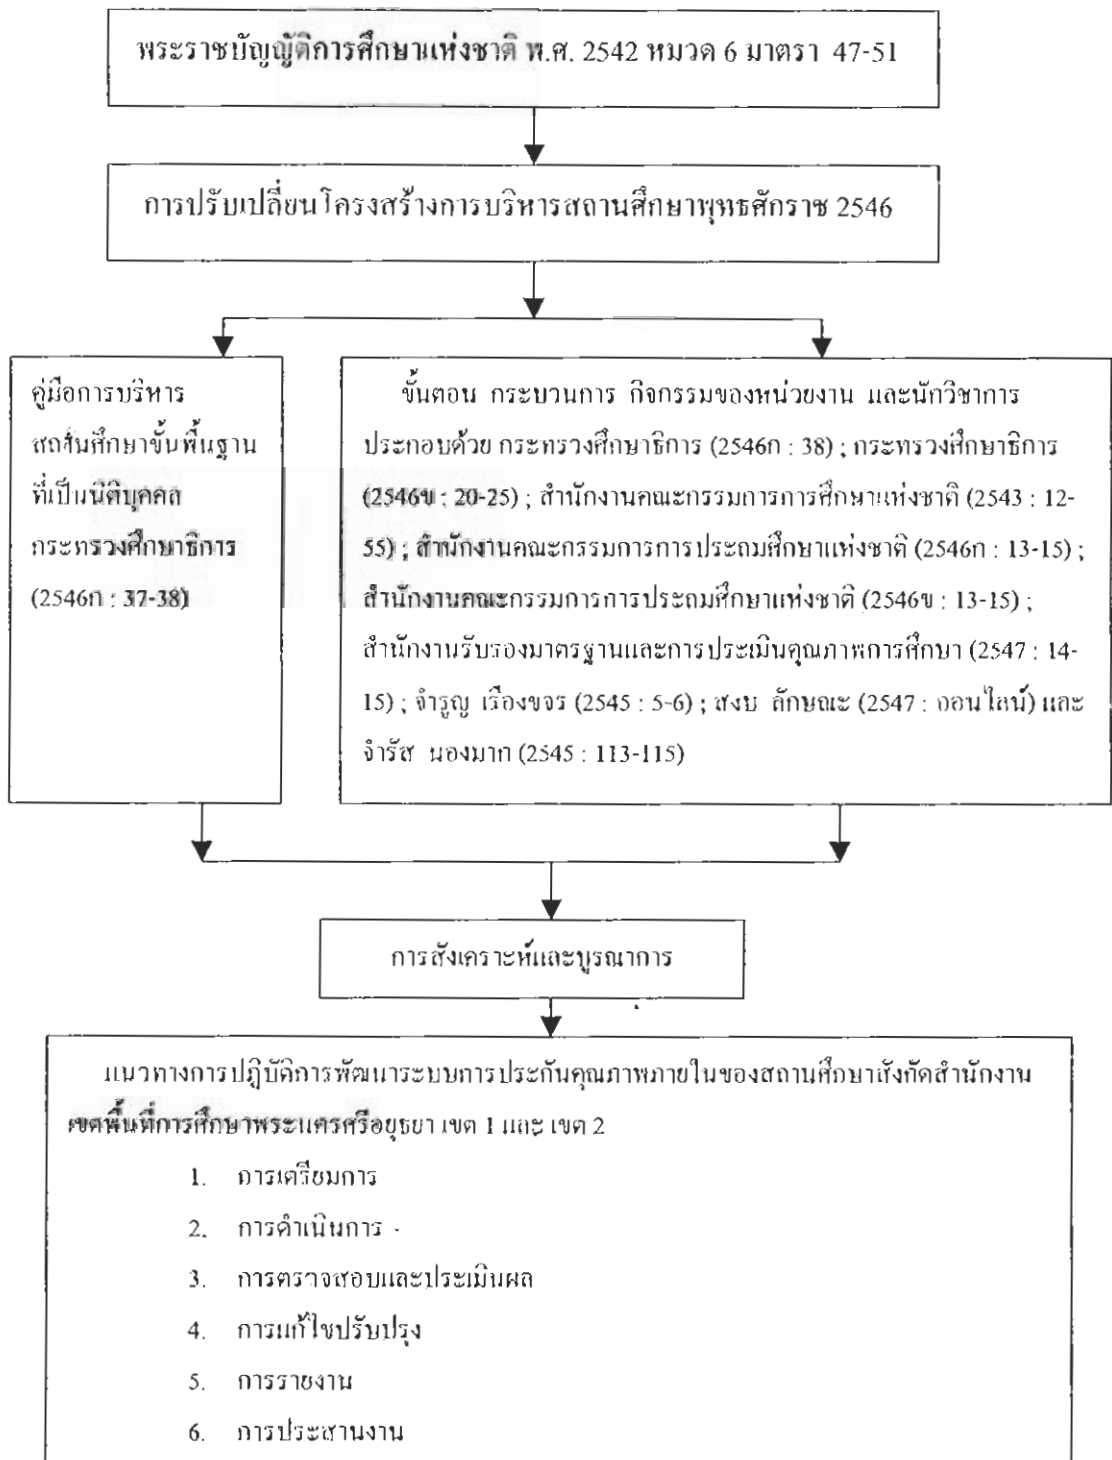 พระราชบัญญัติการศึกษาแห่งชาติ พ.ศ. 2542 หมวด 6 มาตรา 47-51
การปรับเปลี่ยนโครงสร้างการบริหารสถานศึกษาพุทธศักราช 2546
คู่มือการบริหาร
สถานศึกษาขั้นพื้นฐาน
ที่เป็นนิติบุคคล
กระทรวงศึกษาธิการ
(2546ก : 37-38)
ขั้นตอน กระบวนการ กิจกรรมของหน่วยงาน และนักวิชาการ
ประกอบด้วย กระทรวงศึกษาธิการ (2546ก : 38) ; กระทรวงศึกษาธิการ
(2546ข : 20-25) ; สำนักงานคณะกรรมการการศึกษาแห่งชาติ (2543 : 12-
55) ; สำนักงานคณะกรรมการการประถมศึกษาแห่งชาติ (2546ก : 13-15) ;
สำนักงานคณะกรรมการการประถมศึกษาแห่งชาติ (2546ข : 13-15) ;
สำนักงานรับรองมาตรฐานและการประเมินคุณภาพการศึกษา (2547 : 14-
15) ; จำรูญ เรืองขจร (2545 : 5-6) ; สงบ ลักษณะ (2547 : ออนไลน์) และ
จำรัส นองมาก (2545 : 113-115)
การสังเคราะห์และบูรณาการ
แนวทางการปฏิบัติการพัฒนาระบบการประกันคุณภาพภายในของสถานศึกษาสังกัดสำนักงาน
เขตพื้นที่การศึกษาพระนครศรีอยุธยา เขต 1 และ เขต 2
1. การเตรียมการ
2. การดำเนินการ -
3. การตรวจสอบและประเมินผล
4. การแก้ไขปรับปรุง
5. การรายงาน
6. การประสานงาน